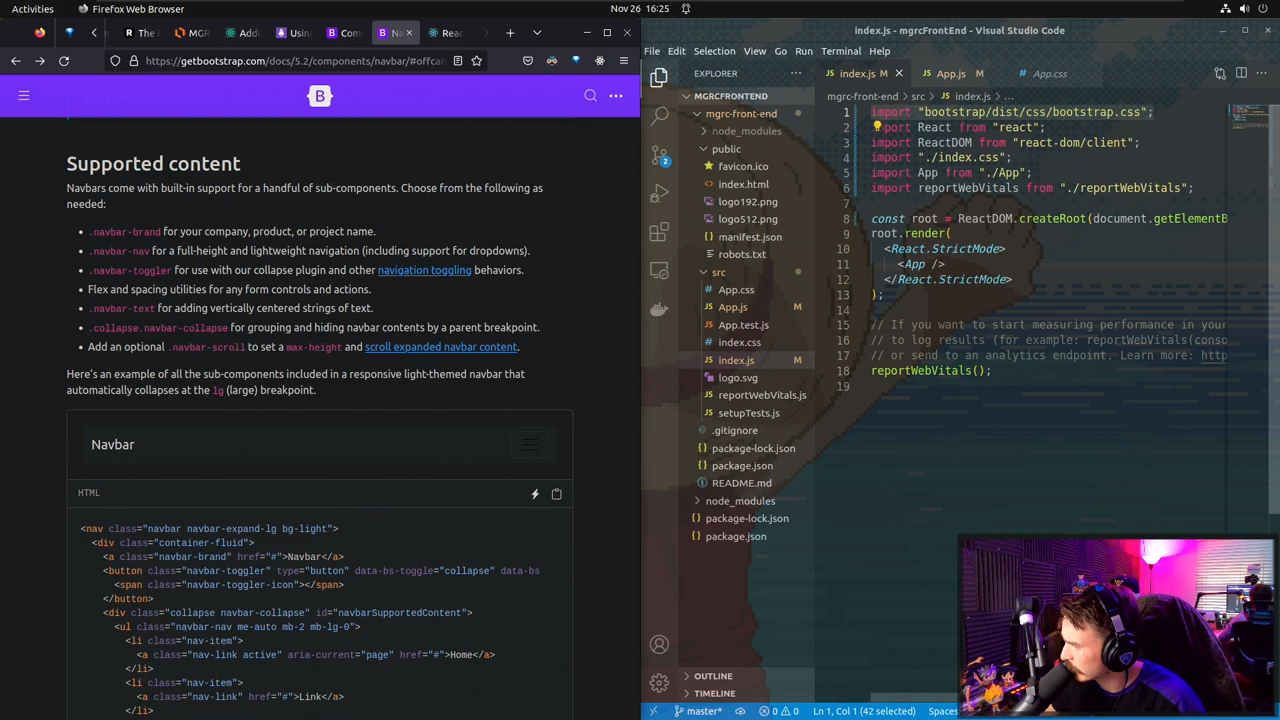 Activities
Firefox Web Browser
Nov 26 16:25
The
MGR
Addi
Usin
Com
Na
Reac
https://getbootstrap.com/docs/5.2/components/navbar/#offcan
Supported content
Navbars come with built-in support for a handful of sub-components. Choose from the following as
needed:
.navbar-brand for your company, product, or project name.
.navbar-nav for a full-height and lightweight navigation (including support for dropdowns).
.navbar-toggler for use with our collapse plugin and other navigation toggling behaviors.
Flex and spacing utilities for any form controls and actions.
.navbar-text for adding vertically centered strings of text.
.collapse.navbar-collapse for grouping and hiding navbar contents by a parent breakpoint.
Add an optional .navbar-scroll to set a max-height and scroll expanded navbar content.
Here's an example of all the sub-components included in a responsive light-themed navbar that
automatically collapses at the lg (large) breakpoint.
Navbar
HTML
<nav class="navbar navbar-expand-lg bg-light">
<div class="container-fluid">
<a class="navbar-brand" href="#">Navbar</a>
<button class="navbar-toggler" type="button" data-bs-toggle="collapse" data-bs
<span class="navbar-toggler-icon"></span>
</button>
<div class="collapse navbar-collapse" id="navbarSupportedContent">
<ul class="navbar-nav me-auto mb-2 mb-lg-0">
<li class="nav-item">
<a class="nav-link active" aria-current="page" href="#">Home</a>
</li>
<li class="nav-item">
<a class="nav-link" href="#">Link</a>
</li>
index.js - mgrcFrontEnd - Visual Studio Code
File Edit Selection View Go Run Terminal Help
EXPLORER
MGRCFRONTEND
mgrc-front-end
node_modules
public
favicon.ico
index.html
logo192.png
logo512.png
manifest.json
robots.txt
src
App.css
App.js M
App.test.js
index.css
index.js M
logo.svg
reportWebVitals.js
setupTests.js
.gitignore
package-lock.json
package.json
README.md
node_modules
package-lock.json
package.json
OUTLINE
TIMELINE
2
index.js M
App.js M
App.css
mgrc-front-end > src > index.js > ...
1 import "bootstrap/dist/css/bootstrap.css";
2 import React from "react";
3 import ReactDOM from "react-dom/client";
4 import "./index.css";
5 import App from "./App";
6 import reportWebVitals from "./reportWebVitals";
7
8 const root = ReactDOM.createRoot(document.getElementB
9 root.render(
10 <React.StrictMode>
11 <App />
12 </React.StrictMode>
13 );
14
15 // If you want to start measuring performance in your
16 // to log results (for example: reportWebVitals(conso
17 // or send to an analytics endpoint. Learn more: http
18 reportWebVitals();
19
master*
0 0
Ln 1, Col 1 (42 selected)
Spaces